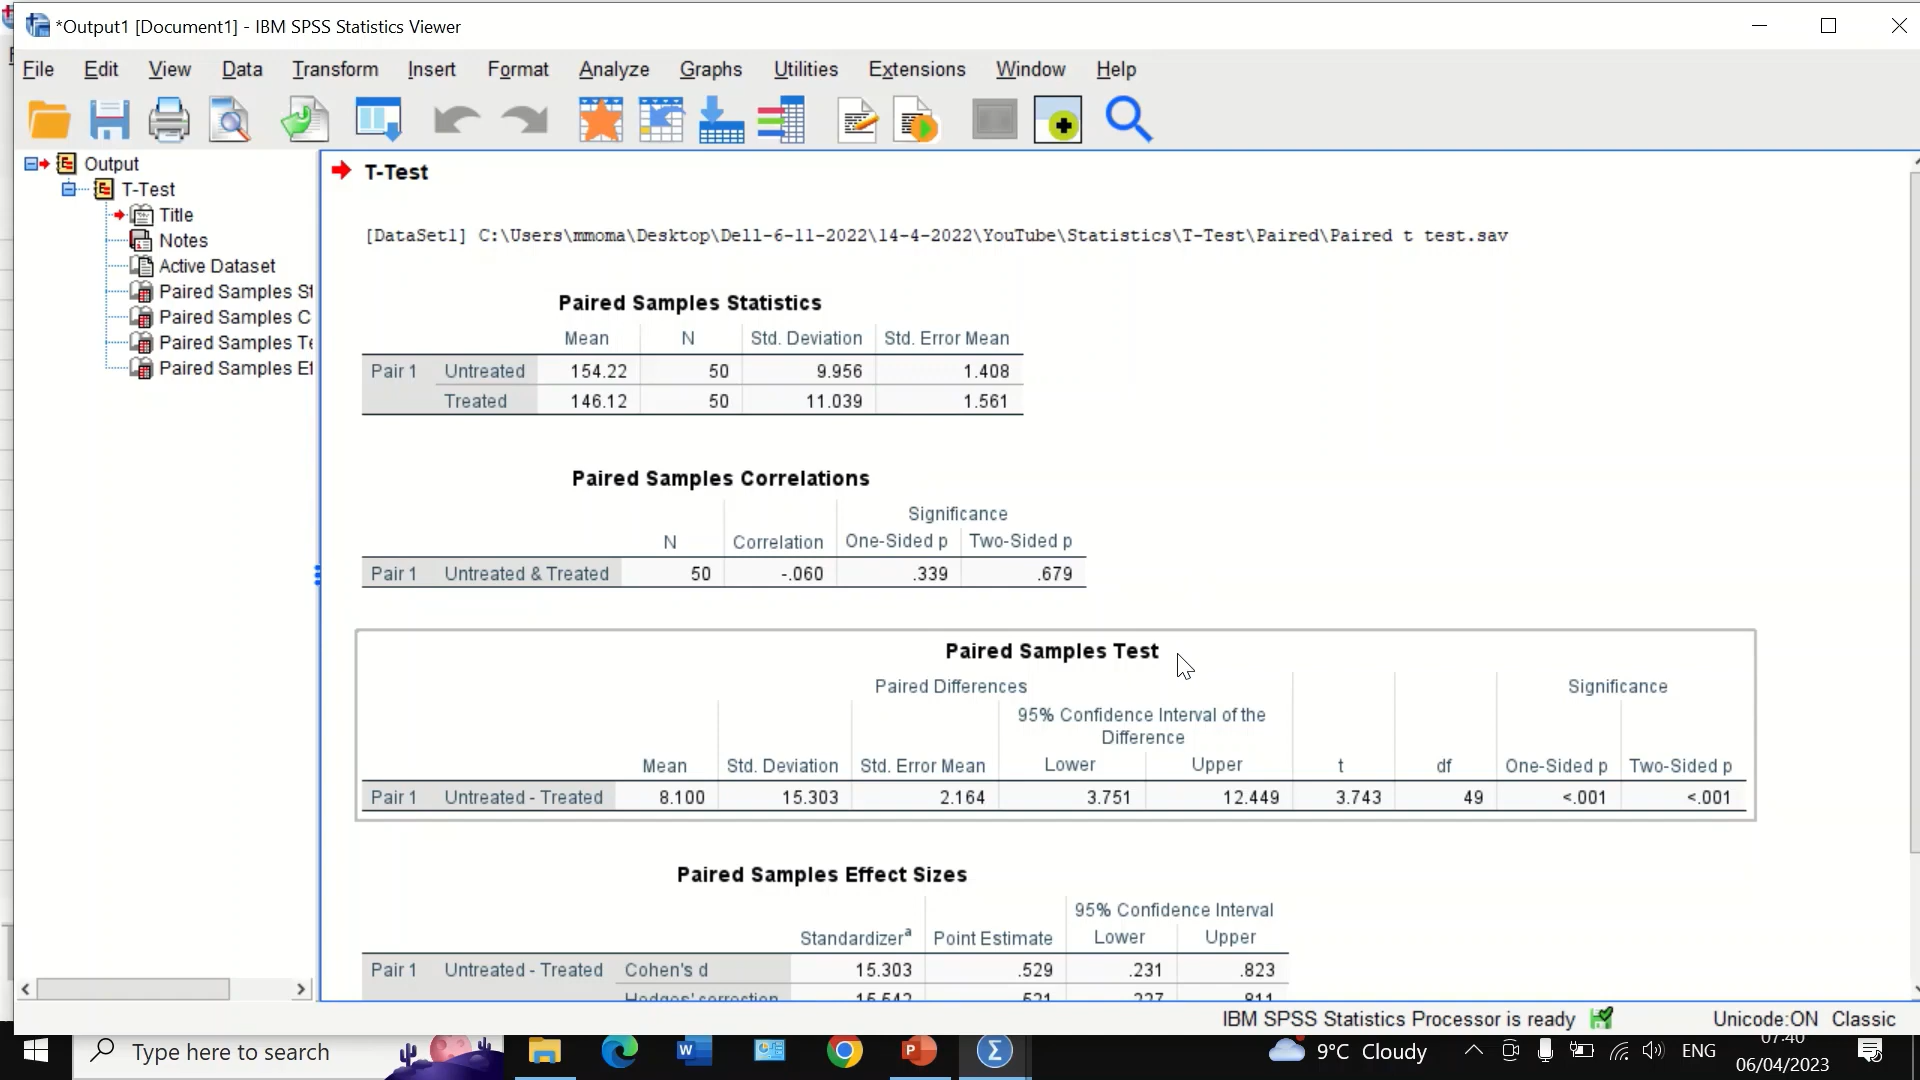 *Output1 [Document1] - IBM SPSS Statistics Viewer
File Edit View Data Transform Insert Format Analyze Graphs Utilities Extensions Window Help
Output
T-Test
Title
Notes
Active Dataset
Paired Samples St
Paired Samples C
Paired Samples Te
Paired Samples Ef
T-Test
[DataSet1] C:\Users\mmoma\Desktop\Dell-6-11-2022\14-4-2022\YouTube\Statistics\T-Test\Paired\Paired t test.sav
Paired Samples Statistics
Mean N Std. Deviation Std. Error Mean
Pair 1 Untreated 154.22 50 9.956 1.408
Treated 146.12 50 11.039 1.561
Paired Samples Correlations
Significance
N Correlation One-Sided p Two-Sided p
Pair 1 Untreated & Treated 50 -.060 .339 .679
Paired Samples Test
Paired Differences Significance
95% Confidence Interval of the
Difference
Mean Std. Deviation Std. Error Mean Lower Upper t df One-Sided p Two-Sided p
Pair 1 Untreated - Treated 8.100 15.303 2.164 3.751 12.449 3.743 49 <.001 <.001
Paired Samples Effect Sizes
95% Confidence Interval
Standardizer^a Point Estimate Lower Upper
Pair 1 Untreated - Treated Cohen's d 15.303 .529 .231 .823
Hedges' correction 15.542 .521 .227 .811
IBM SPSS Statistics Processor is ready Unicode:ON Classic
Type here to search
9°C Cloudy
ENG
07:40
06/04/2023